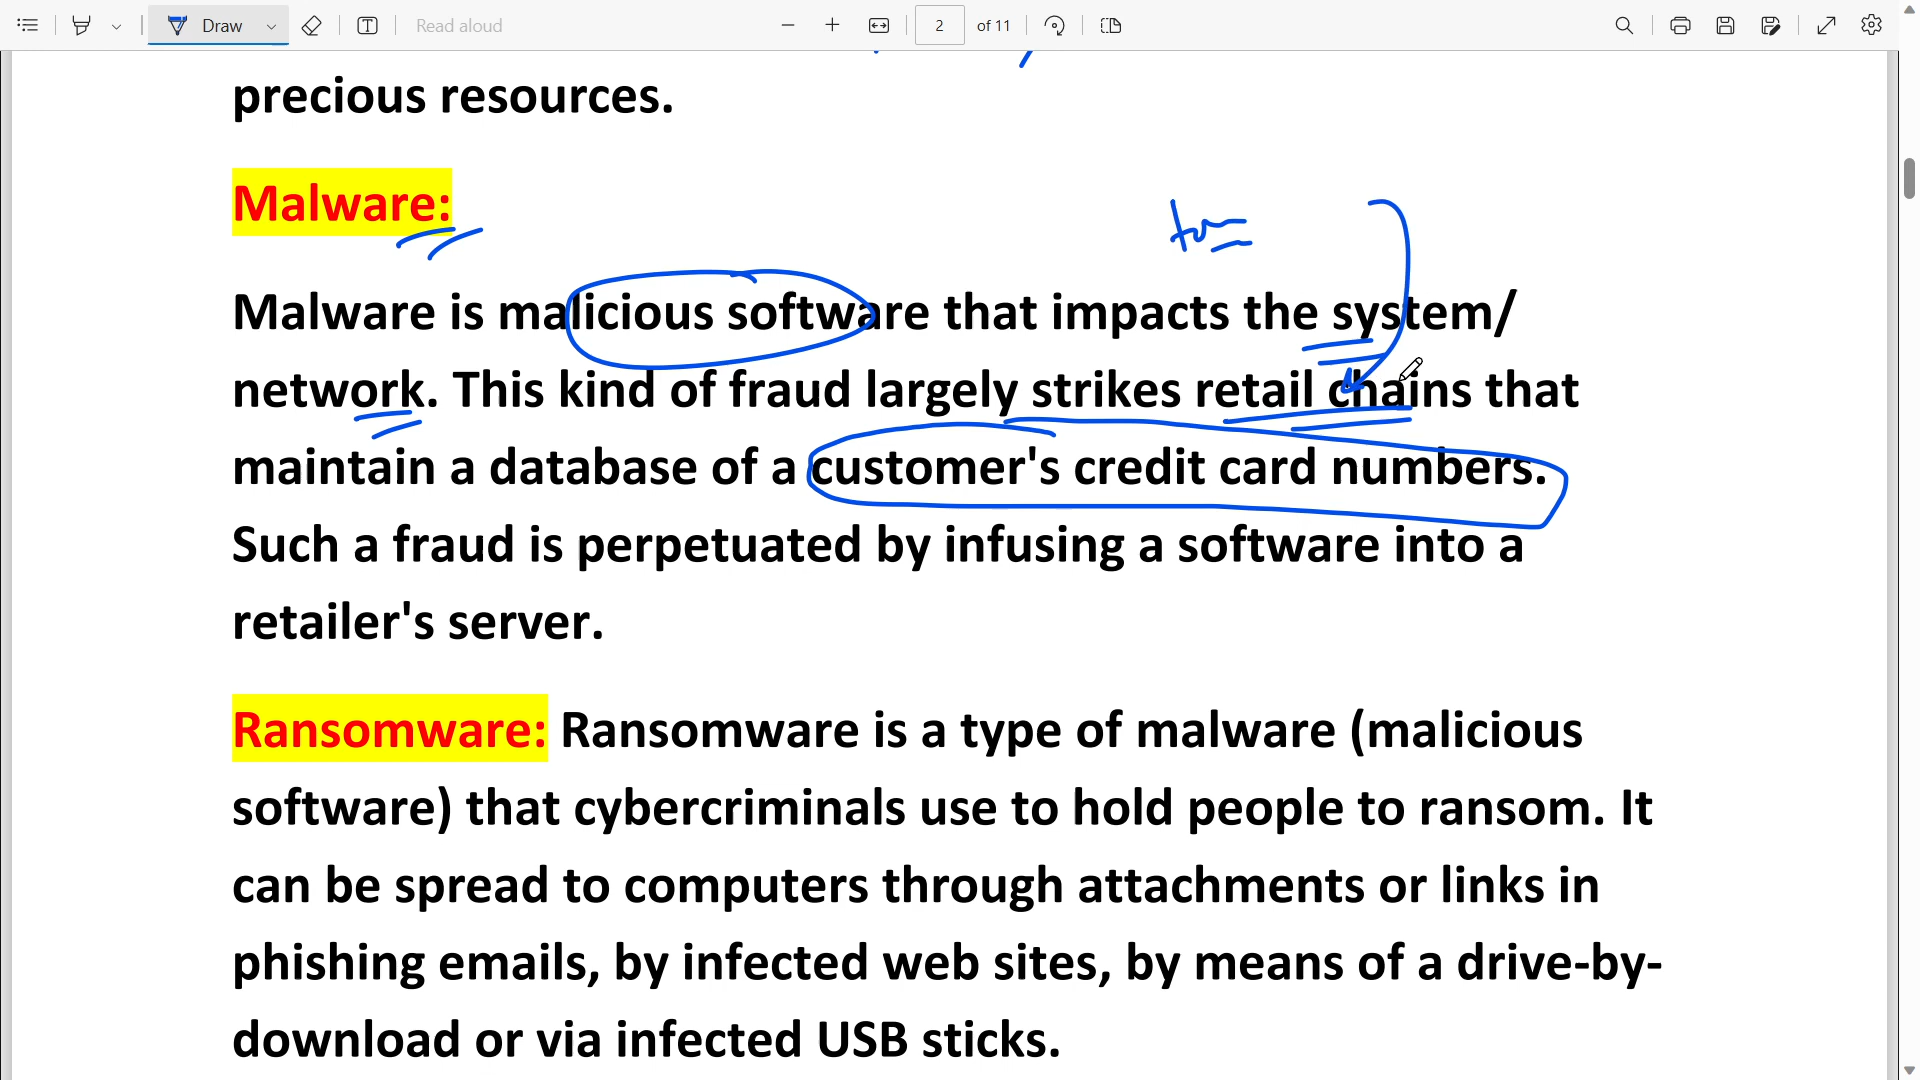 Draw
Read aloud
2 of 11
precious resources.
Malware:
Malware is malicious software that impacts the system/
network. This kind of fraud largely strikes retail chains that
maintain a database of a customer's credit card numbers.
Such a fraud is perpetuated by infusing a software into a
retailer's server.
Ransomware: Ransomware is a type of malware (malicious
software) that cybercriminals use to hold people to ransom. It
can be spread to computers through attachments or links in
phishing emails, by infected web sites, by means of a drive-by-
download or via infected USB sticks.